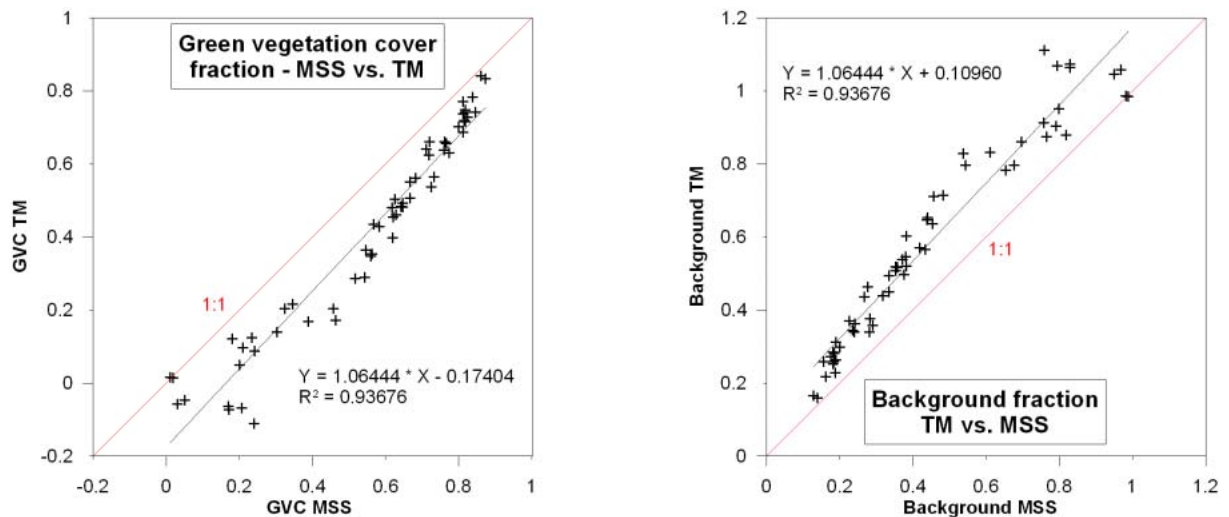 Green vegetation cover
fraction - MSS vs. TM
1
0.8
0.6
0.4
0.2
0
-0.2
GVC TM
1:1
Y = 1.06444 * X - 0.17404
R² = 0.93676
-0.2 0 0.2 0.4 0.6 0.8 1
GVC MSS
1.2
1
0.8
0.6
0.4
0.2
0
Background TM
Y = 1.06444 * X + 0.10960
R² = 0.93676
1:1
Background fraction
TM vs. MSS
0 0.2 0.4 0.6 0.8 1 1.2
Background MSS